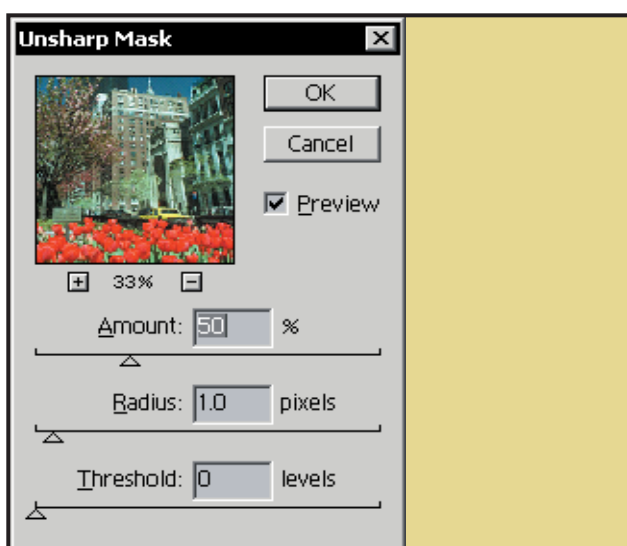 Unsharp Mask
OK
Cancel
Preview
33%
Amount: 50 %
Radius: 1.0 pixels
Threshold: 0 levels